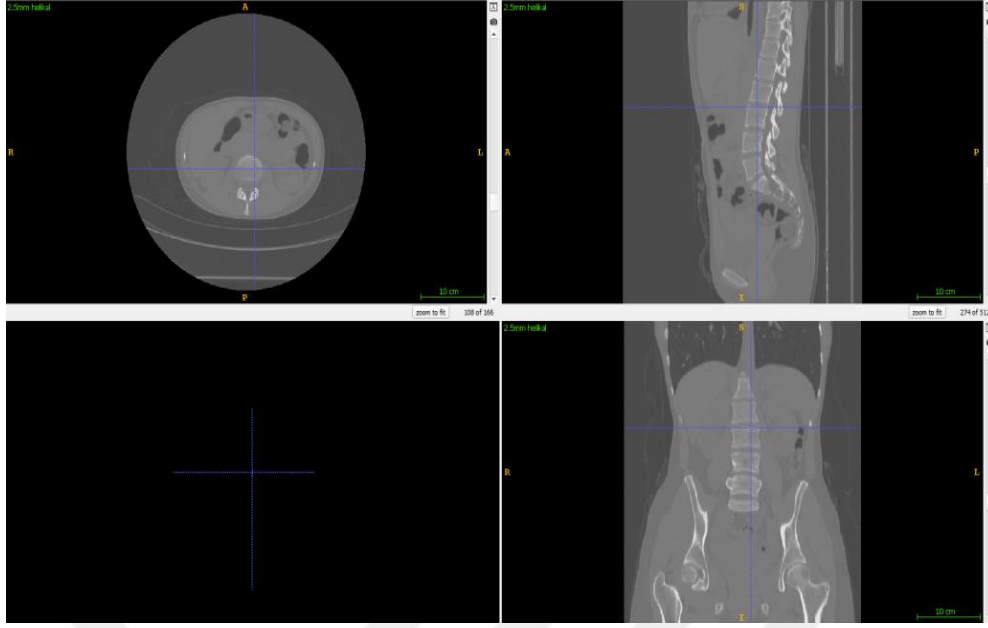 2.5mm helikal
A
R
L
P
10 cm
zoom to fit
108 of 166
2.5mm helikal
S
A
P
I
10 cm
zoom to fit
274 of 512
2.5mm helikal
S
R
L
I
10 cm